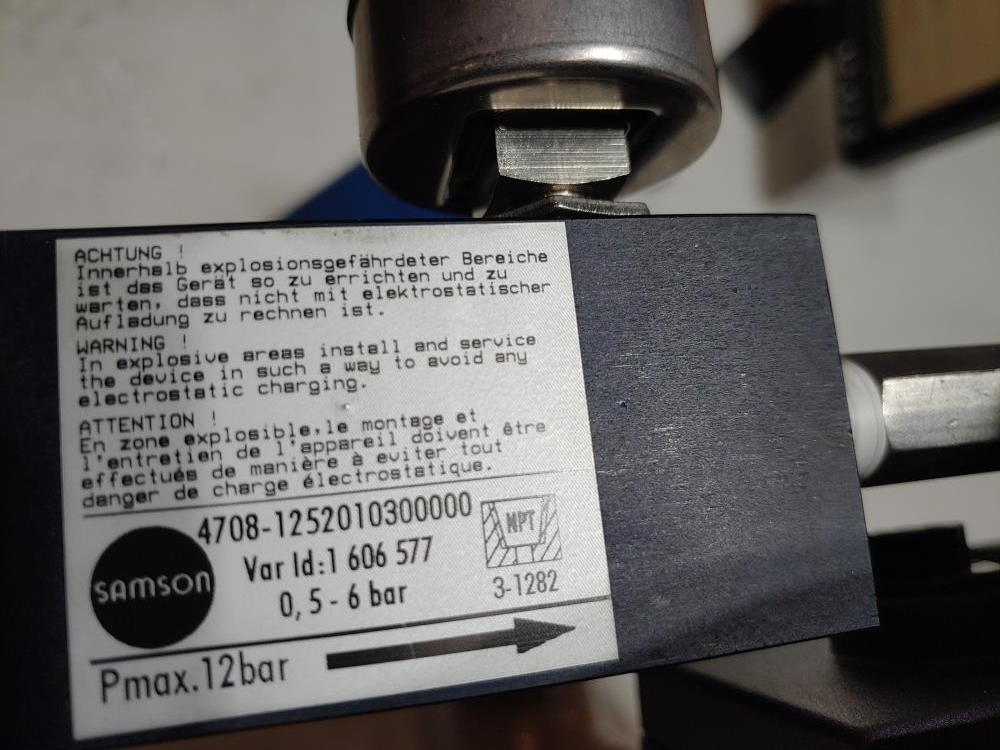 ACHTUNG !
Innerhalb explosionsgefährdeter Bereiche
ist das Gerät so zu errichten und zu
warten, dass nicht mit elektrostatischer
Aufladung zu rechnen ist.
WARNING !
In explosive areas install and service
the device in such a way to avoid any
electrostatic charging.
ATTENTION !
En zone explosible,le montage et
l'entretien de l'appareil doivent être
effectués de manière à eviter tout
danger de charge électrostatique.
SAMSON
4708-1252010300000
Var Id:1 606 577
0,5-6 bar
NPT
3-1282
Pmax.12bar